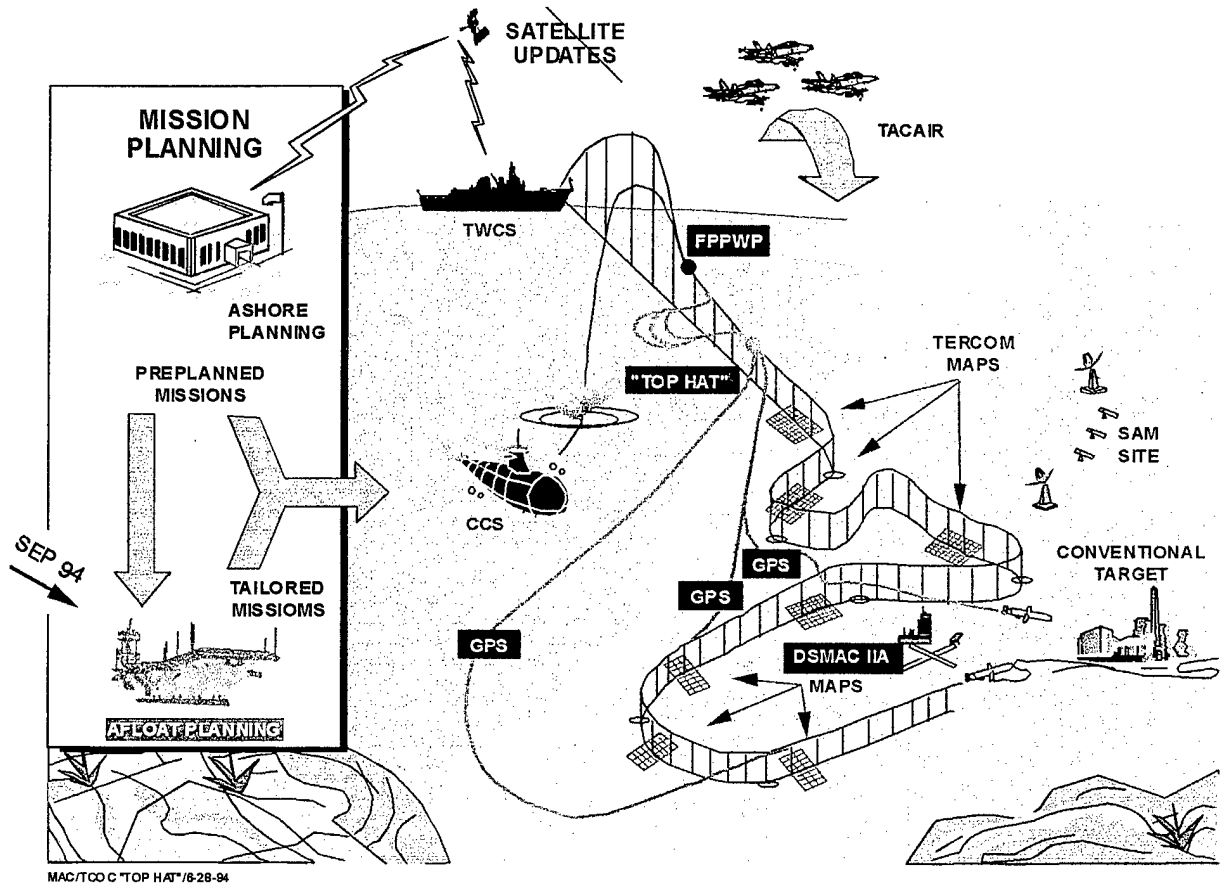 SATELLITE
UPDATES
MISSION
PLANNING
TACAIR
TWCS
FPPWP
ASHORE
PLANNING
TERCOM
MAPS
PREPLANNED
MISSIONS
"TOP HAT"
SAM
SITE
CCS
SEP 94
CONVENTIONAL
TARGET
GPS
TAILORED
MISSIOMS
GPS
GPS
DSMAC IIA
MAPS
AFLOAT PLANNING
MAC/TCO C "TOP HAT"/6-28-94